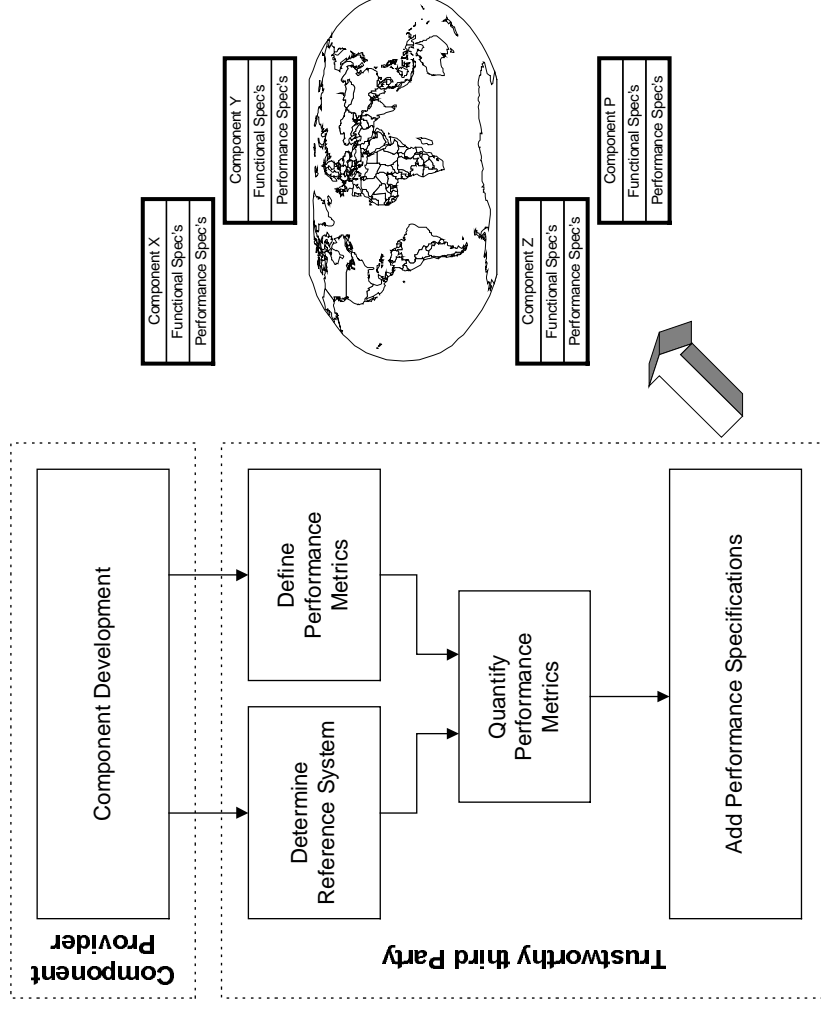 Component
Provider
Component Development
Trustworthy third Party
Determine
Reference System
Define
Performance
Metrics
Quantify
Performance
Metrics
Add Performance Specifications
Component X
Functional Spec's
Performance Spec's
Component Y
Functional Spec's
Performance Spec's
Component Z
Functional Spec's
Performance Spec's
Component P
Functional Spec's
Performance Spec's